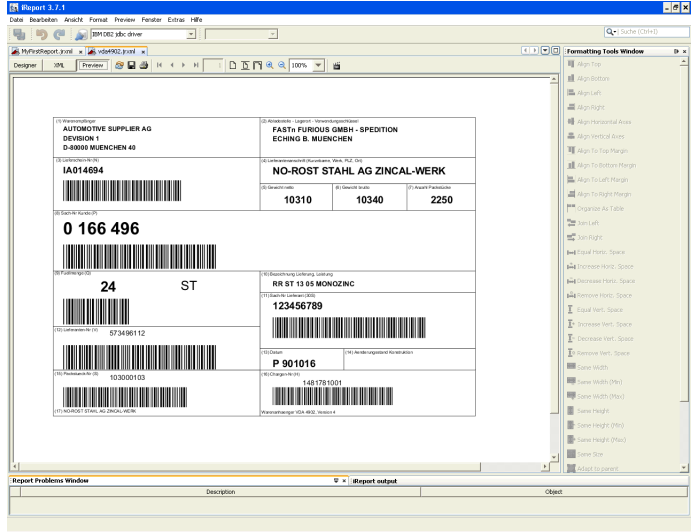 iReport 3.7.1
Datei Bearbeiten Ansicht Format Preview Fenster Extras Hilfe
IBM DB2 jdbc driver
Suche (Ctrl+I)
MyFirstReport.jrxml x vda4902.jrxml x
Designer XML Preview 100%
(1) Warenempfänger
AUTOMOTIVE SUPPLIER AG
DEVISION 1
D-80000 MUENCHEN 40
(2) Abladestelle - Lagerort - Verwendungsschlüssel
FASTn FURIOUS GMBH - SPEDITION
ECHING B. MUENCHEN
(3) Lieferschein-Nr (N)
IA014694
(4) Lieferantenanschrift (Kurzname, Werk, PLZ, Ort)
NO-ROST STAHL AG ZINCAL-WERK
(5) Gewicht netto
10310
(6) Gewicht brutto
10340
(7) Anzahl Packstücke
2250
(8) Sach-Nr Kunde (P)
0 166 496
(9) Fuellmenge (Q)
24 ST
(10) Bezeichnung Lieferung, Leistung
RR ST 13 05 MONOZINC
(11) Sach-Nr Lieferant (30S)
123456789
(12) Lieferanten-Nr (V)
573496112
(13) Datum
P 901016
(14) Aenderungsstand Konstruktion
(15) Packstueck-Nr (S)
103000103
(16) Chargen-Nr (H)
1481781001
(17) NO-ROST STAHL AG ZINCAL-WERK
Warenanhaenger VDA 4902, Version 4
Formatting Tools Window
Align Top
Align Bottom
Align Left
Align Right
Align Horizontal Axes
Align Vertical Axes
Align To Top Margin
Align To Bottom Margin
Align To Left Margin
Align To Right Margin
Organize As Table
Join Left
Join Right
Equal Horiz. Space
Increase Horiz. Space
Decrease Horiz. Space
Remove Horiz. Space
Equal Vert. Space
Increase Vert. Space
Decrease Vert. Space
Remove Vert. Space
Same Width
Same Width (Min)
Same Width (Max)
Same Height
Same Height (Min)
Same Height (Max)
Same Size
Adapt to parent
Report Problems Window
iReport output
Description Object